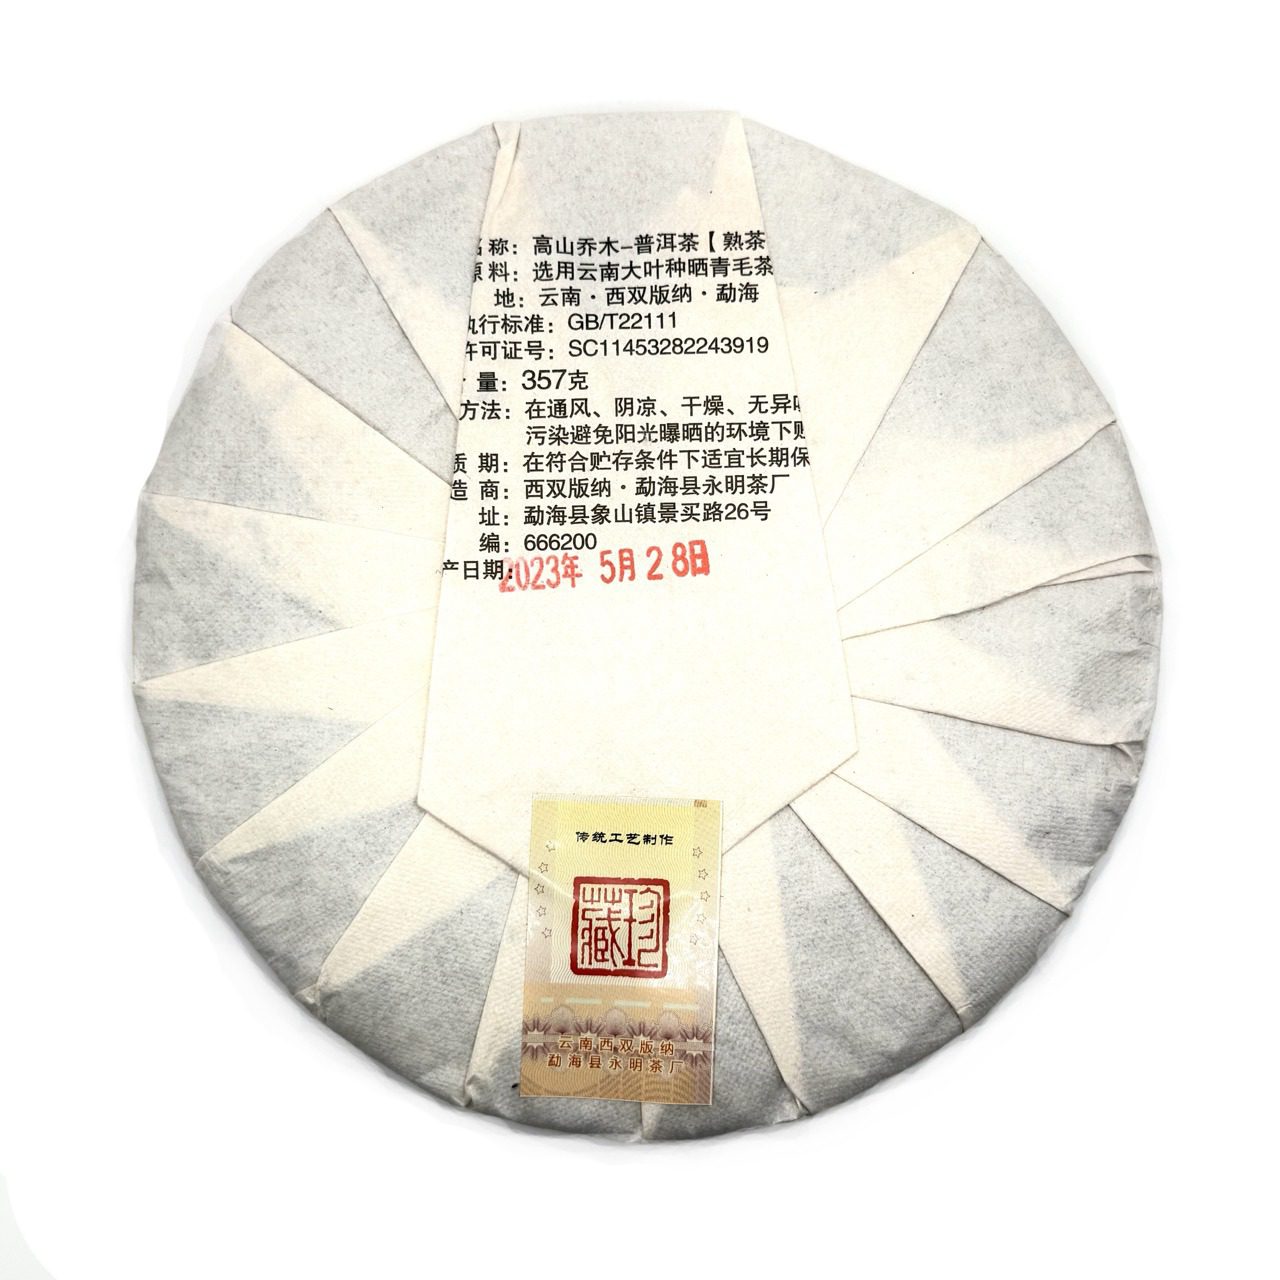 名 称：高山乔木–普洱茶【熟茶
原料：选用云南大叶种晒青毛茶
地：云南·西双版纳·勐海
执行标准：GB/T22111
许可证号：SC11453282243919
量：357克
方法：在通风、阴凉、干燥、无异味
污染避免阳光曝晒的环境下贮
质 期：在符合贮存条件下适宜长期保
造 商：西双版纳·勐海县永明茶厂
址：勐海县象山镇景买路26号
编：666200
产日期：2023年 5月28日
传统工艺制作
珍藏
云南西双版纳
勐海县永明茶厂